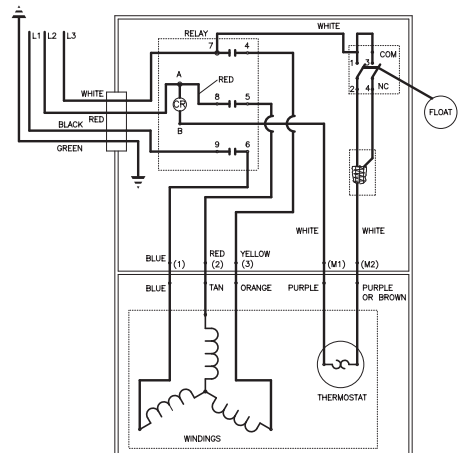 WHITE
RELAY
L1 L2 L3
7 4
1 3 COM
A
RED
2 4 NC
WHITE
CR
8 5
FLOAT
RED
B
BLACK
9 6
GREEN
WHITE
WHITE
BLUE (1)
RED (2)
YELLOW (3)
(M1)
(M2)
BLUE
TAN
ORANGE
PURPLE
PURPLE
OR BROWN
THERMOSTAT
WINDINGS